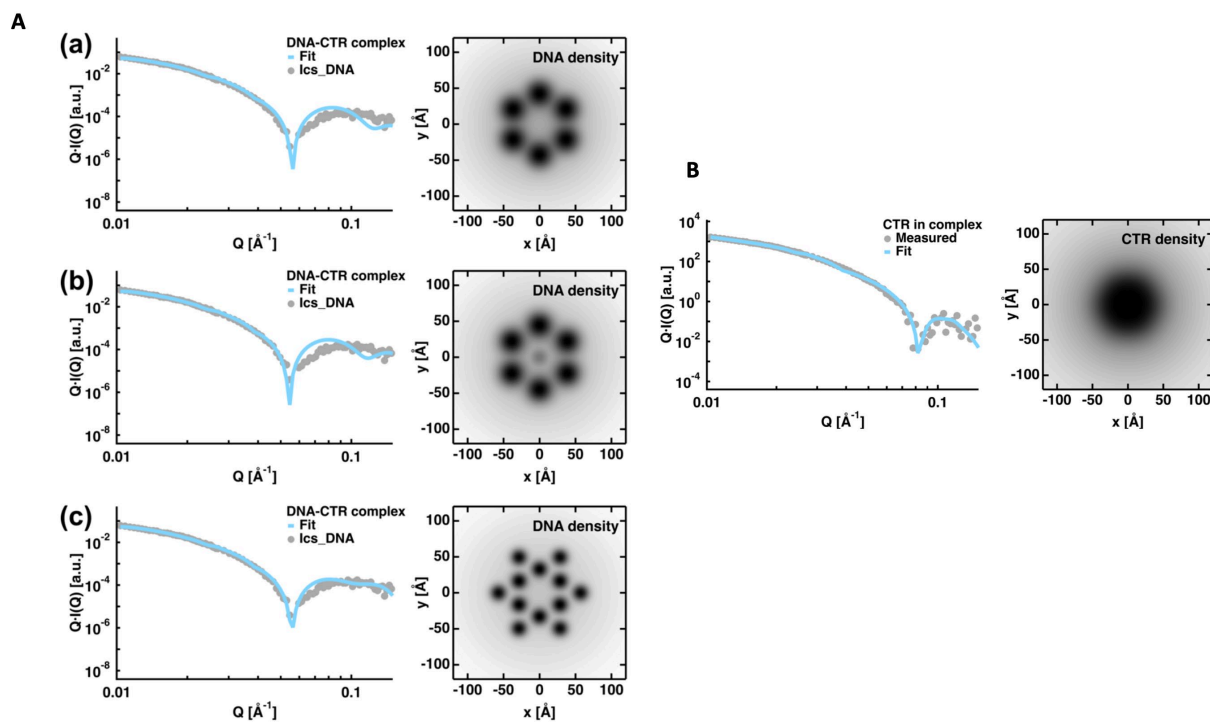 A
(a)
DNA-CTR complex
Fit
Ics_DNA
Q·I(Q) [a.u.]
10-2
10-4
10-6
10-8
0.01
0.1
Q [Å-1]
DNA density
y [Å]
100
50
0
-50
-100
-100 -50 0 50 100
x [Å]
(b)
DNA-CTR complex
Fit
Ics_DNA
Q·I(Q) [a.u.]
10-2
10-4
10-6
10-8
0.01
0.1
Q [Å-1]
DNA density
y [Å]
100
50
0
-50
-100
-100 -50 0 50 100
x [Å]
(c)
DNA-CTR complex
Fit
Ics_DNA
Q·I(Q) [a.u.]
10-2
10-4
10-6
10-8
0.01
0.1
Q [Å-1]
DNA density
y [Å]
100
50
0
-50
-100
-100 -50 0 50 100
x [Å]
B
CTR in complex
Measured
Fit
Q·I(Q) [a.u.]
104
102
100
10-2
10-4
0.01
0.1
Q [Å-1]
CTR density
y [Å]
100
50
0
-50
-100
-100 -50 0 50 100
x [Å]